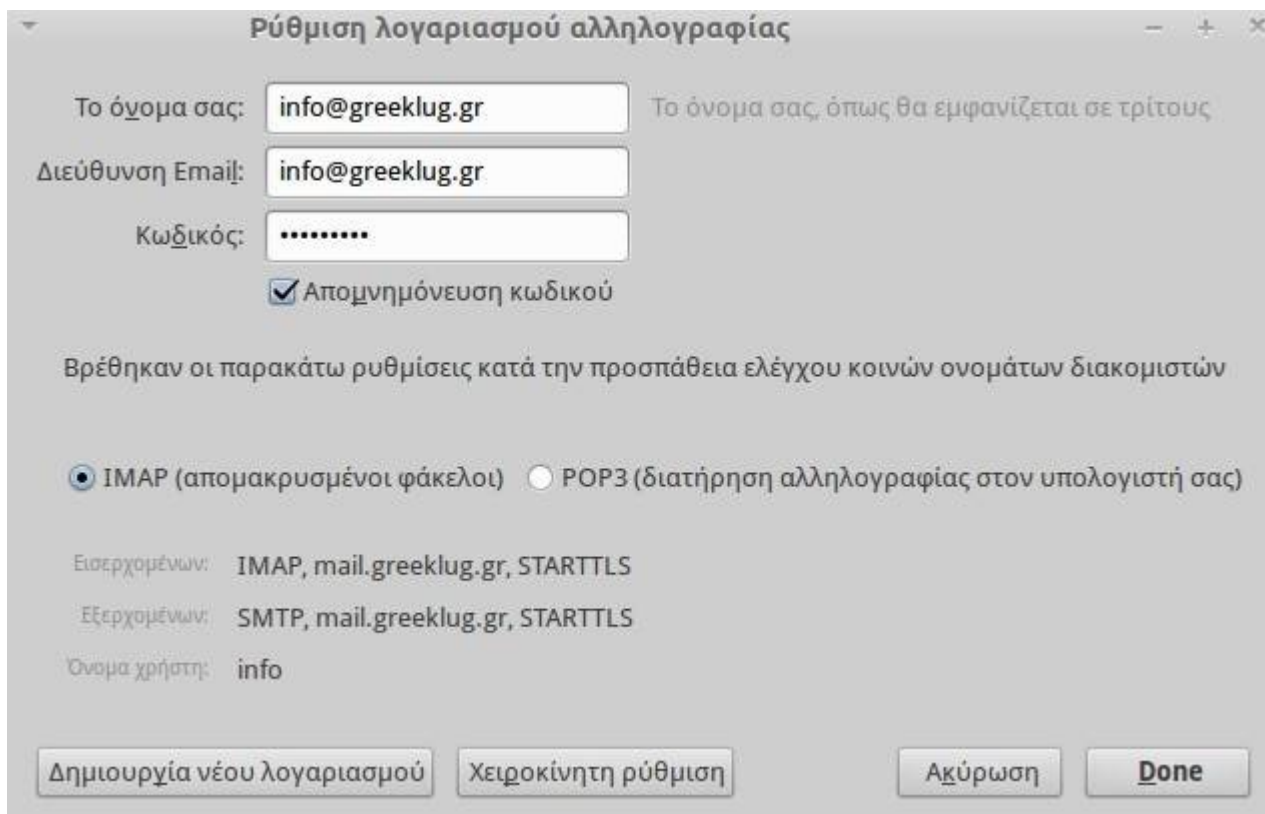 Ρύθμιση λογαριασμού αλληλογραφίας
Το όνομα σας: info@greeklug.gr Το όνομα σας, όπως θα εμφανίζεται σε τρίτους
Διεύθυνση Email: info@greeklug.gr
Κωδικός: •••••••••
Απομνημόνευση κωδικού
Βρέθηκαν οι παρακάτω ρυθμίσεις κατά την προσπάθεια ελέγχου κοινών ονομάτων διακομιστών
IMAP (απομακρυσμένοι φάκελοι) POP3 (διατήρηση αλληλογραφίας στον υπολογιστή σας)
Εισερχομένων: IMAP, mail.greeklug.gr, STARTTLS
Εξερχομένων: SMTP, mail.greeklug.gr, STARTTLS
Όνομα χρήστη: info
Δημιουργία νέου λογαριασμού Χειροκίνητη ρύθμιση Ακύρωση Done